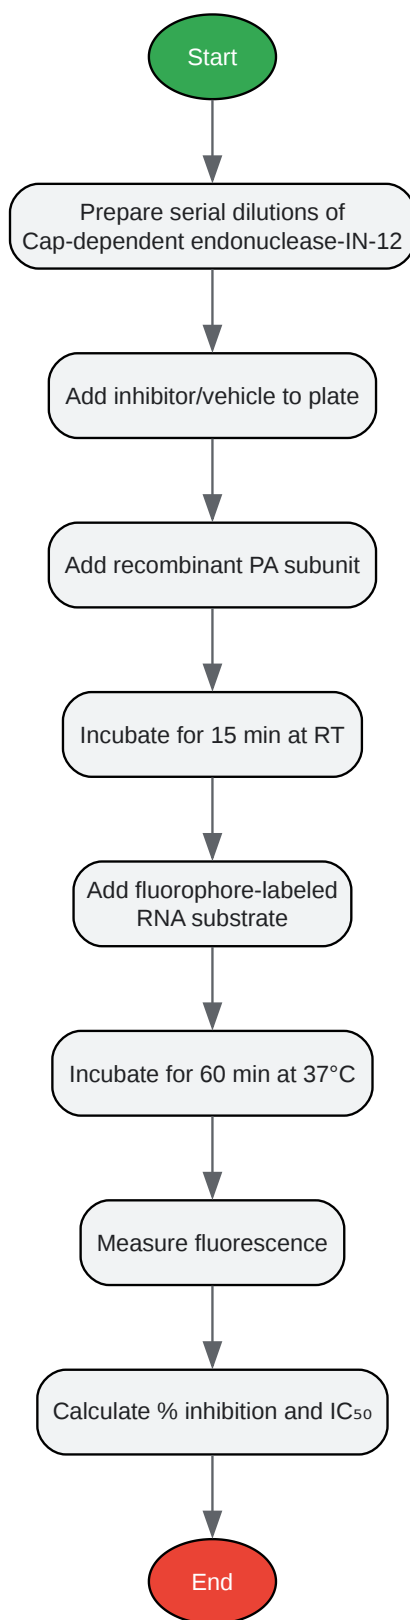 Start
Prepare serial dilutions of
Cap-dependent endonuclease-IN-12
Add inhibitor/vehicle to plate
Add recombinant PA subunit
Incubate for 15 min at RT
Add fluorophore-labeled
RNA substrate
Incubate for 60 min at 37°C
Measure fluorescence
Calculate % inhibition and IC₅₀
End